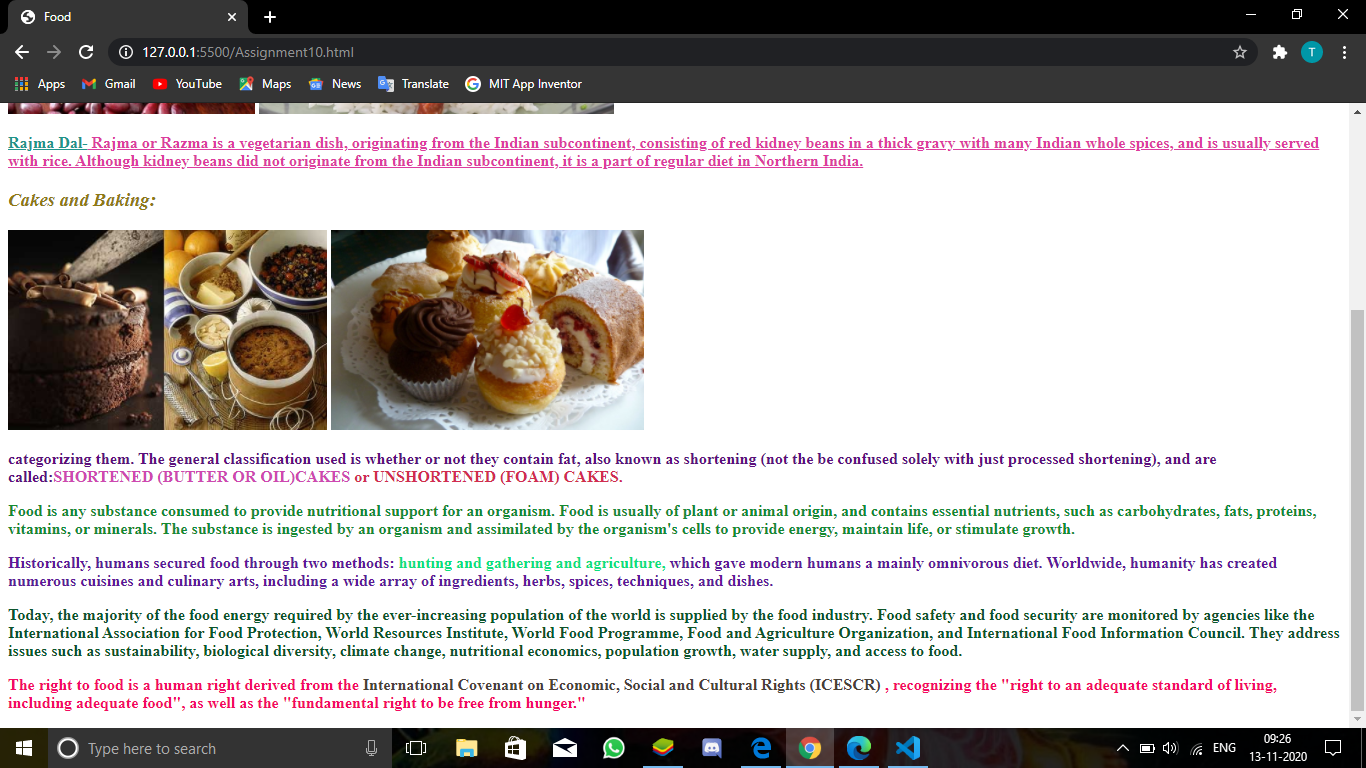 Food
127.0.0.1:5500/Assignment10.html
T
Apps Gmail YouTube Maps News Translate MIT App Inventor
Rajma Dal- Rajma or Razma is a vegetarian dish, originating from the Indian subcontinent, consisting of red kidney beans in a thick gravy with many Indian whole spices, and is usually served
with rice. Although kidney beans did not originate from the Indian subcontinent, it is a part of regular diet in Northern India.
Cakes and Baking:
categorizing them. The general classification used is whether or not they contain fat, also known as shortening (not the be confused solely with just processed shortening), and are
called:SHORTENED (BUTTER OR OIL)CAKES or UNSHORTENED (FOAM) CAKES.
Food is any substance consumed to provide nutritional support for an organism. Food is usually of plant or animal origin, and contains essential nutrients, such as carbohydrates, fats, proteins,
vitamins, or minerals. The substance is ingested by an organism and assimilated by the organism's cells to provide energy, maintain life, or stimulate growth.
Historically, humans secured food through two methods: hunting and gathering and agriculture, which gave modern humans a mainly omnivorous diet. Worldwide, humanity has created
numerous cuisines and culinary arts, including a wide array of ingredients, herbs, spices, techniques, and dishes.
Today, the majority of the food energy required by the ever-increasing population of the world is supplied by the food industry. Food safety and food security are monitored by agencies like the
International Association for Food Protection, World Resources Institute, World Food Programme, Food and Agriculture Organization, and International Food Information Council. They address
issues such as sustainability, biological diversity, climate change, nutritional economics, population growth, water supply, and access to food.
The right to food is a human right derived from the International Covenant on Economic, Social and Cultural Rights (ICESCR) , recognizing the "right to an adequate standard of living,
including adequate food", as well as the "fundamental right to be free from hunger."
Type here to search
ENG
09:26
13-11-2020